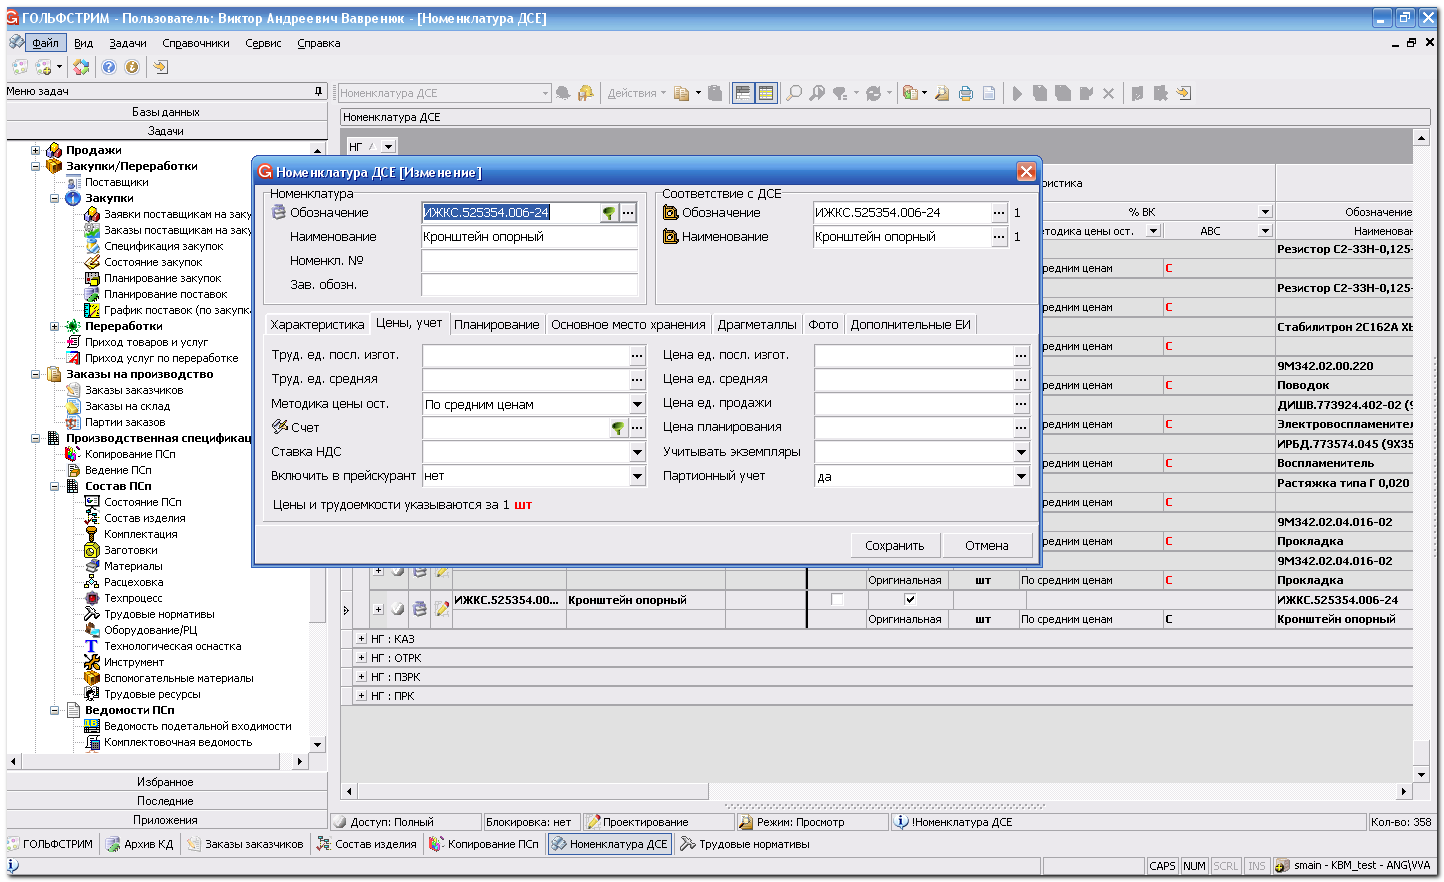 ГОЛЬФСТРИМ - Пользователь: Виктор Андреевич Вавренюк - [Номенклатура ДСЕ]
Файл Вид Задачи Справочники Сервис Справка
Меню задач
Номенклатура ДСЕ Действия
Базы данных
Номенклатура ДСЕ
Задачи
НГ
Продажи
Закупки/Переработки
Поставщики
Закупки
Заявки поставщикам на заку
Заказы поставщикам на заку
Спецификация закупок
Состояние закупок
Планирование закупок
Планирование поставок
График поставок (по закупка
Переработки
Приход товаров и услуг
Приход услуг по переработке
Заказы на производство
Заказы заказчиков
Заказы на склад
Партии заказов
Производственная спецификац
Копирование ПСп
Ведение ПСп
Состав ПСп
Состояние ПСп
Состав изделия
Комплектация
Заготовки
Материалы
Расцеховка
Техпроцесс
Трудовые нормативы
Оборудование/РЦ
Технологическая оснастка
Инструмент
Вспомогательные материалы
Трудовые ресурсы
Ведомости ПСп
Ведомость подетальной входимости
Комплектовочная ведомость
Избранное
Последние
Приложения
Номенклатура ДСЕ [Изменение]
Номенклатура
Обозначение ИЖКС.525354.006-24
Наименование Кронштейн опорный
Номенкл. №
Зав. обозн.
Соответствие с ДСЕ
Обозначение ИЖКС.525354.006-24 1
Наименование Кронштейн опорный 1
Характеристика Цены, учет Планирование Основное место хранения Драгметаллы Фото Дополнительные ЕИ
Труд. ед. посл. изгот. Цена ед. посл. изгот.
Труд. ед. средняя Цена ед. средняя
Методика цены ост. По средним ценам Цена ед. продажи
Счет Цена планирования
Ставка НДС Учитывать экземпляры
Включить в прейскурант нет Партионный учет да
Цены и трудоемкости указываются за 1 шт
Сохранить Отмена
ристика
% ВК Обозначение
тодика цены ост. ABC Наименован
Резистор С2-33Н-0,125-
редним ценам C
Резистор С2-33Н-0,125-
редним ценам C
Стабилитрон 2С162А ХЫ
редним ценам C
9М342.02.00.220
редним ценам C Поводок
ДИШВ.773924.402-02 (9
редним ценам C Электровоспламенител
ИРБД.773574.045 (9Х35
редним ценам C Воспламенитель
Растяжка типа Г 0,020
редним ценам C
9М342.02.04.016-02
редним ценам C Прокладка
9М342.02.04.016-02
Оригинальная шт По средним ценам C Прокладка
ИЖКС.525354.00... Кронштейн опорный ИЖКС.525354.006-24
Оригинальная шт По средним ценам C Кронштейн опорный
НГ : КАЗ
НГ : ОТРК
НГ : ПЗРК
НГ : ПРК
Доступ: Полный Блокировка: нет Проектирование Режим: Просмотр !Номенклатура ДСЕ Кол-во: 358
ГОЛЬФСТРИМ Архив КД Заказы заказчиков Состав изделия Копирование ПСп Номенклатура ДСЕ Трудовые нормативы
CAPS NUM SCRL INS smain - KBM_test - ANG\VVA